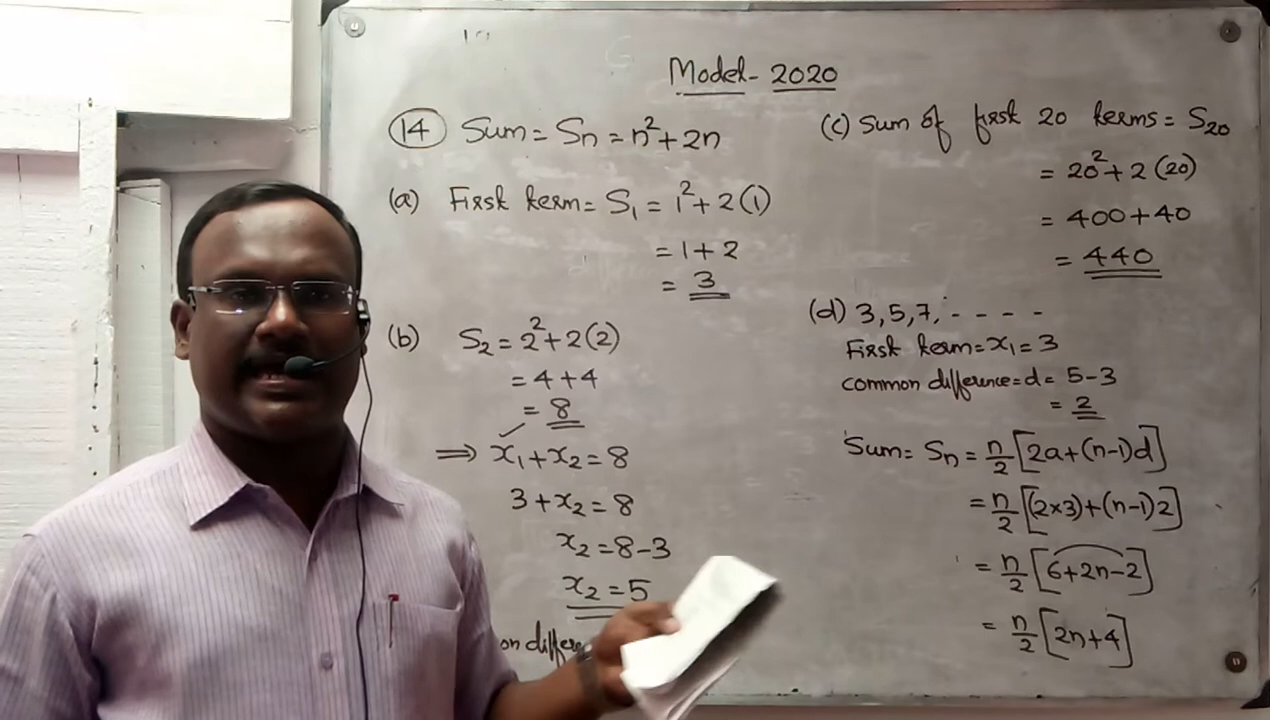 Model - 2020
14 Sum = Sn = n² + 2n
(a) First term = S₁ = 1² + 2(1)
= 1 + 2
= 3
(b) S₂ = 2² + 2(2)
= 4 + 4
= 8
⟹ x₁ + x₂ = 8
3 + x₂ = 8
x₂ = 8 - 3
x₂ = 5
on differe
(c) Sum of first 20 terms = S₂₀
= 20² + 2(20)
= 400 + 40
= 440
(d) 3, 5, 7, - - - -
First term = x₁ = 3
common difference = d = 5 - 3
= 2
Sum = Sn = n/2 [2a + (n-1)d]
= n/2 [(2×3) + (n-1)2]
= n/2 [6 + 2n - 2]
= n/2 [2n + 4]